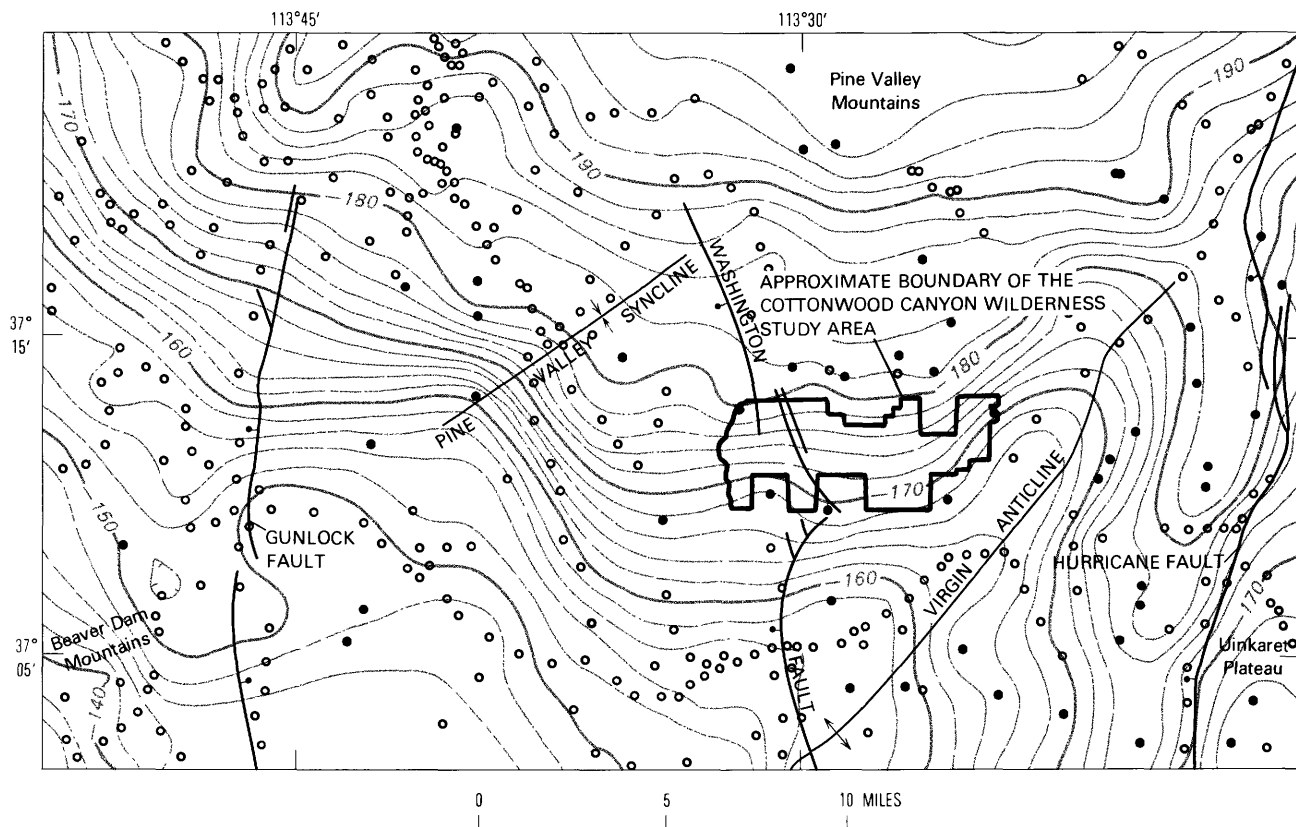 113°45'
113°30'
Pine Valley
Mountains
190
170
190
180
WASHINGTON
SYNCLINE
APPROXIMATE BOUNDARY OF THE
COTTONWOOD CANYON WILDERNESS
STUDY AREA
37°
15'
160
VALLEY
180
PINE
170
150
GUNLOCK
FAULT
ANTICLINE
HURRICANE FAULT
160
VIRGIN
170
Beaver Dam
Mountains
37°
05'
FAULT
Uinkaret
Plateau
140
0 5 10 MILES